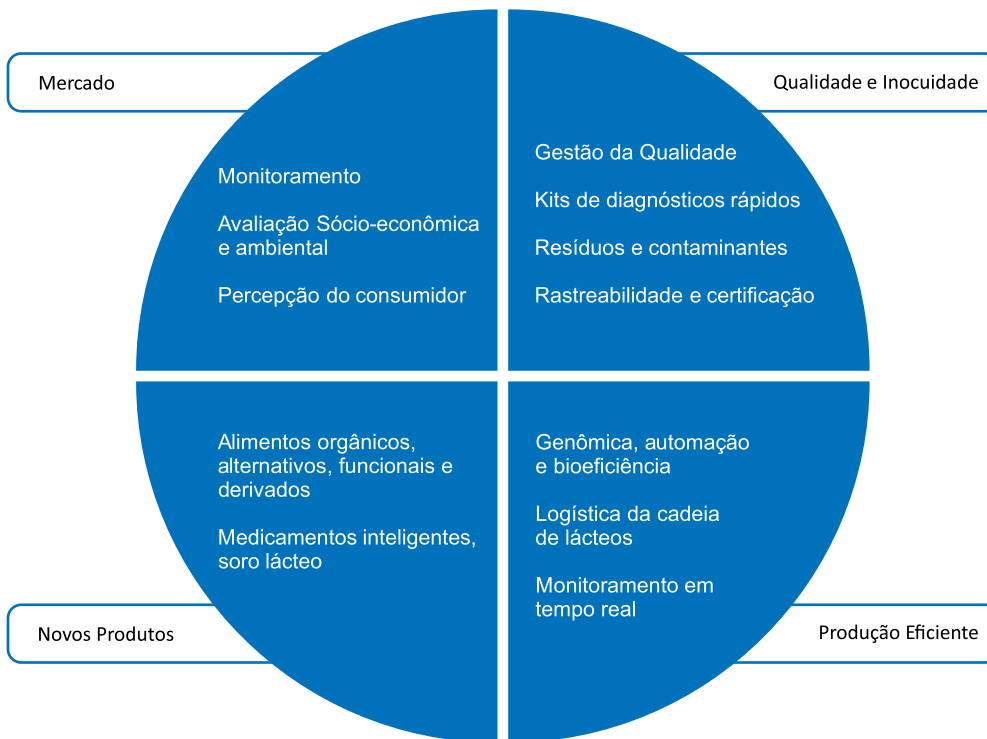 Mercado
Monitoramento
Avaliação Sócio-econômica
e ambiental
Percepção do consumidor
Qualidade e Inocuidade
Gestão da Qualidade
Kits de diagnósticos rápidos
Resíduos e contaminantes
Rastreabilidade e certificação
Alimentos orgânicos,
alternativos, funcionais e
derivados
Medicamentos inteligentes,
soro lácteo
Novos Produtos
Genômica, automação
e bioeficiência
Logística da cadeia
de lácteos
Monitoramento em
tempo real
Produção Eficiente